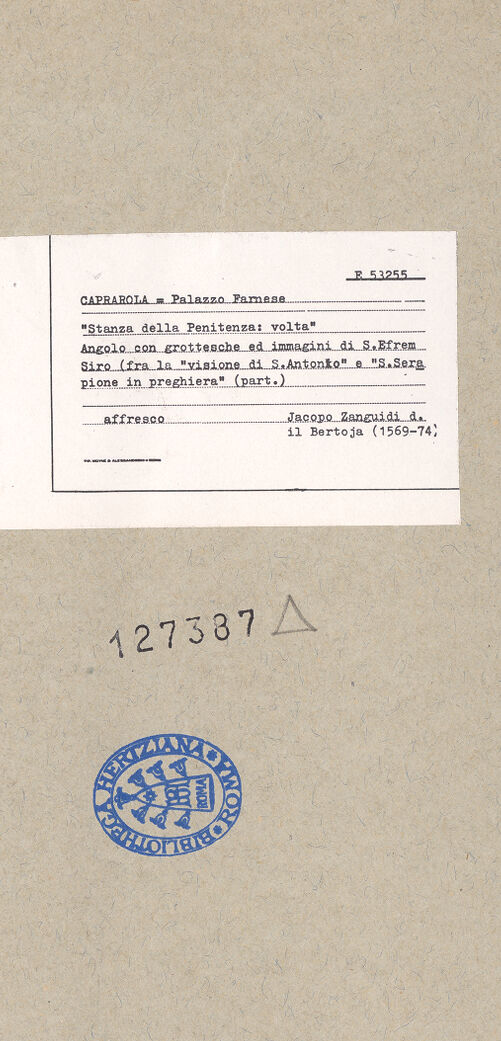 E 53255
CAPRAROLA = Palazzo Farnese
"Stanza della Penitenza: volta"
Angolo con grottesche ed immagini di S.Efrem
Siro (fra la "visione di S.Antonio" e "S.Sera
pione in preghiera" (part.)
affresco
Jacopo Zanguidi d.
il Bertoja (1569-74)
127387
BIBLIOTHECA HERTZIANA * ROMA *
ROMA